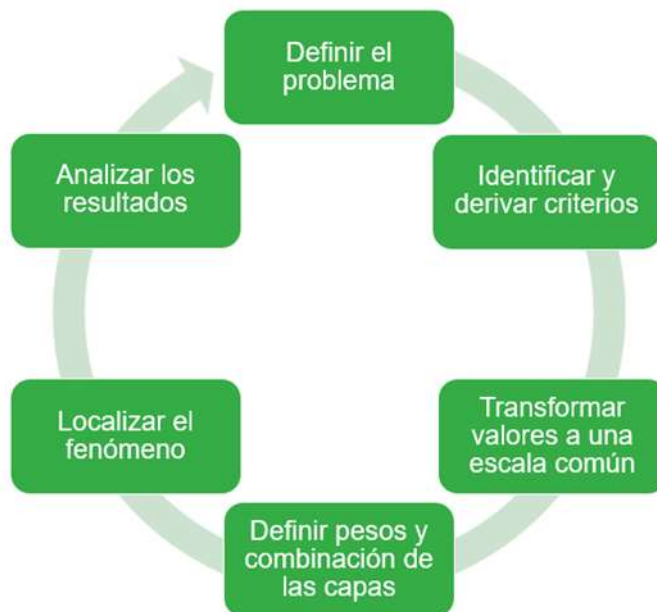 Definir el
problema
Identificar y
derivar criterios
Transformar
valores a una
escala común
Definir pesos y
combinación de
las capas
Localizar el
fenómeno
Analizar los
resultados